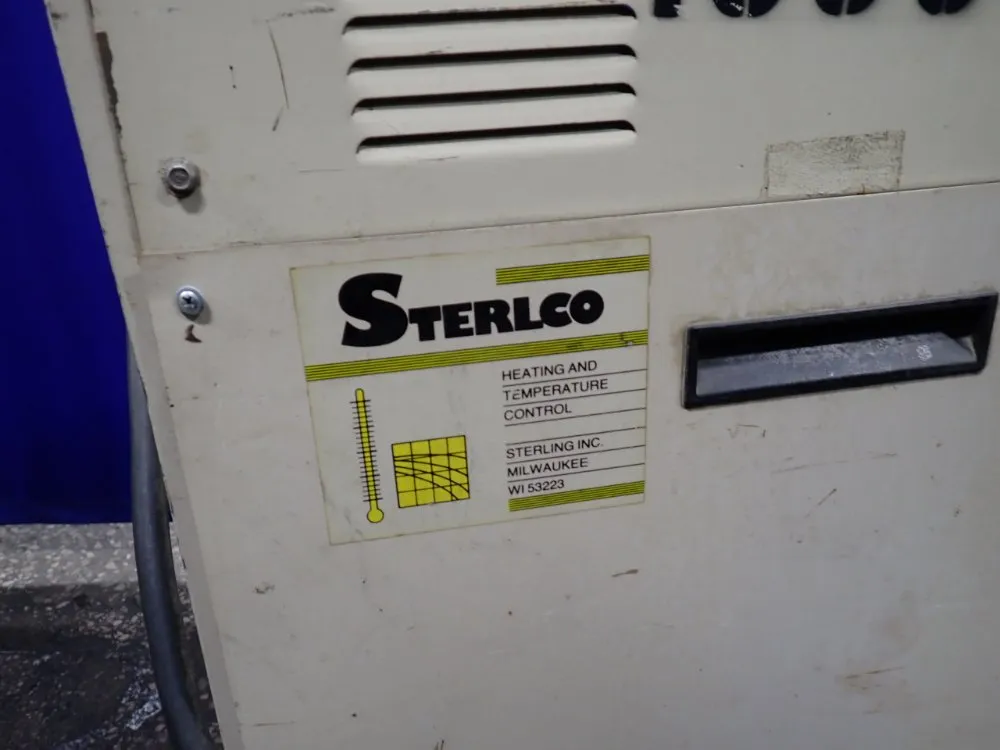 STERLCO
HEATING AND
TEMPERATURE
CONTROL
STERLING INC.
MILWAUKEE
WI 53223